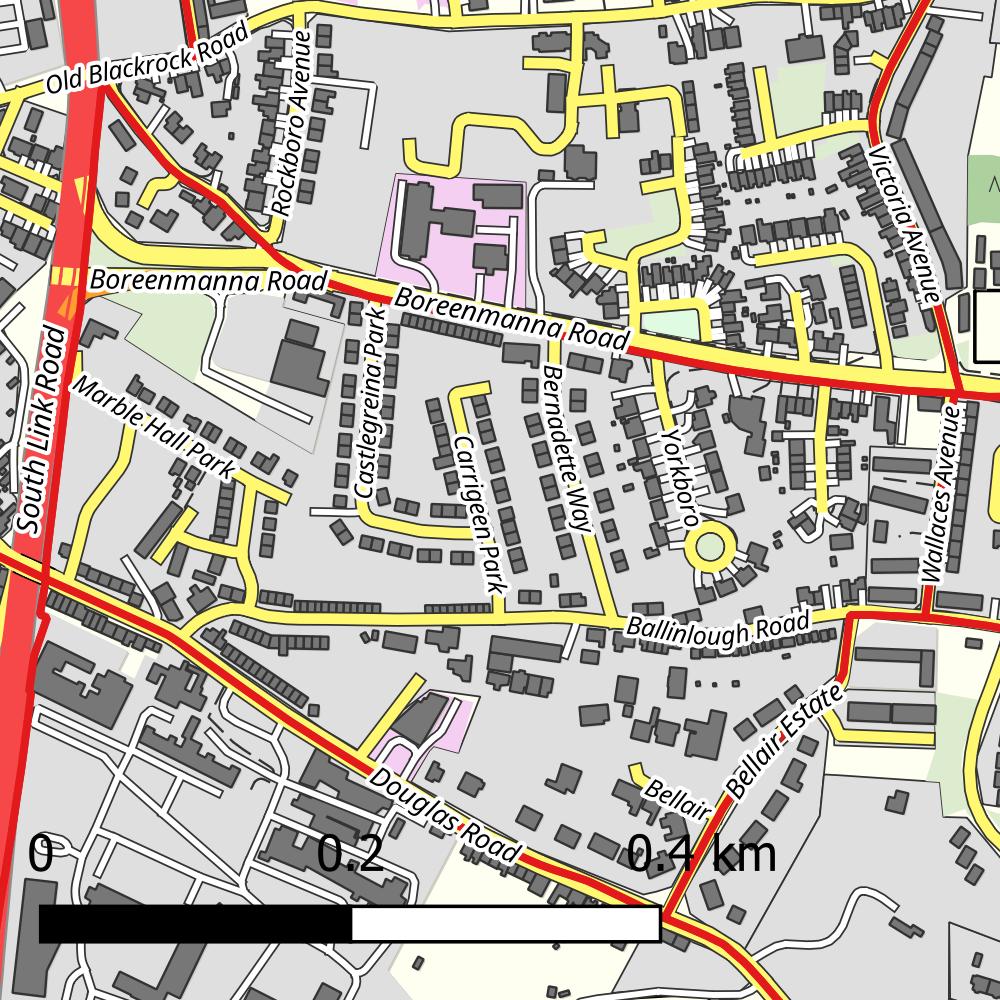 Old Blackrock Road
Rockboro Avenue
Victoria Avenue
Boreenmanna Road
Boreenmanna Road
South Link Road
Marble Hall Park
Castlegreina Park
Carrigeen Park
Bernadette Way
Yorkboro
Wallaces Avenue
Ballinlough Road
Bellair Estate
Bellair
Douglas Road
0 0.2 0.4 km